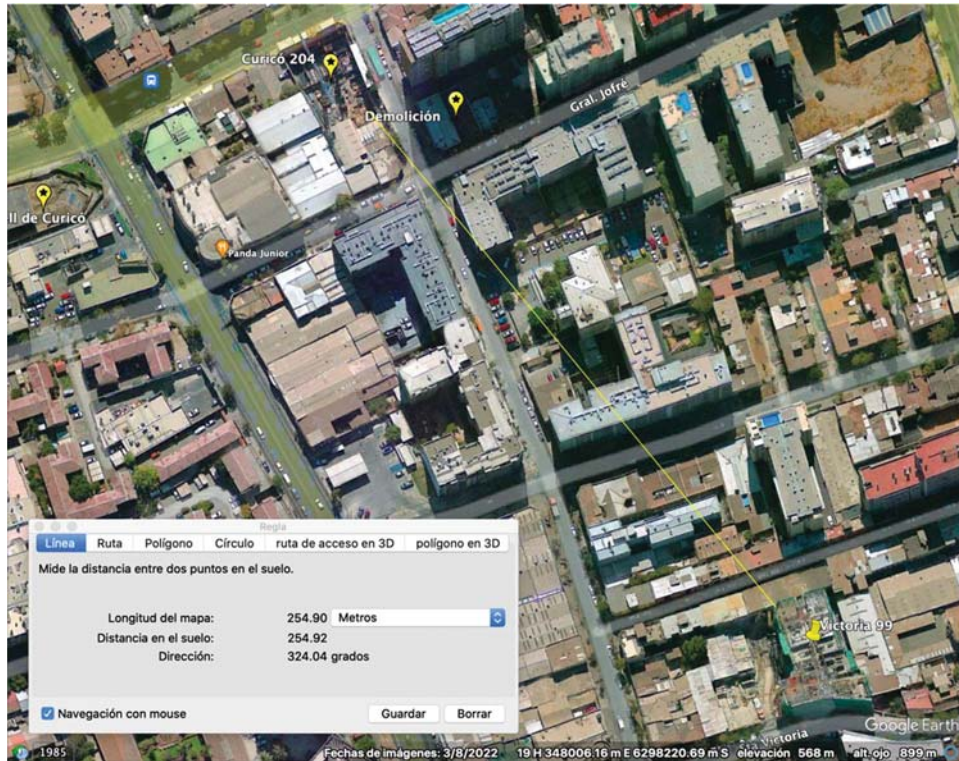 Curicó 204
Demolición
Gral. Jofré
ll de Curicó
Panda Junior
Regla
Línea Ruta Polígono Círculo ruta de acceso en 3D polígono en 3D
Mide la distancia entre dos puntos en el suelo.
Longitud del mapa: 254.90 Metros
Distancia en el suelo: 254.92
Dirección: 324.04 grados
Navegación con mouse Guardar Borrar
Victoria 99
Google Earth
Victoria
1985 Fechas de imágenes: 3/8/2022 19 H 348006.16 m E 6298220.69 m S elevación 568 m alt. ojo 899 m